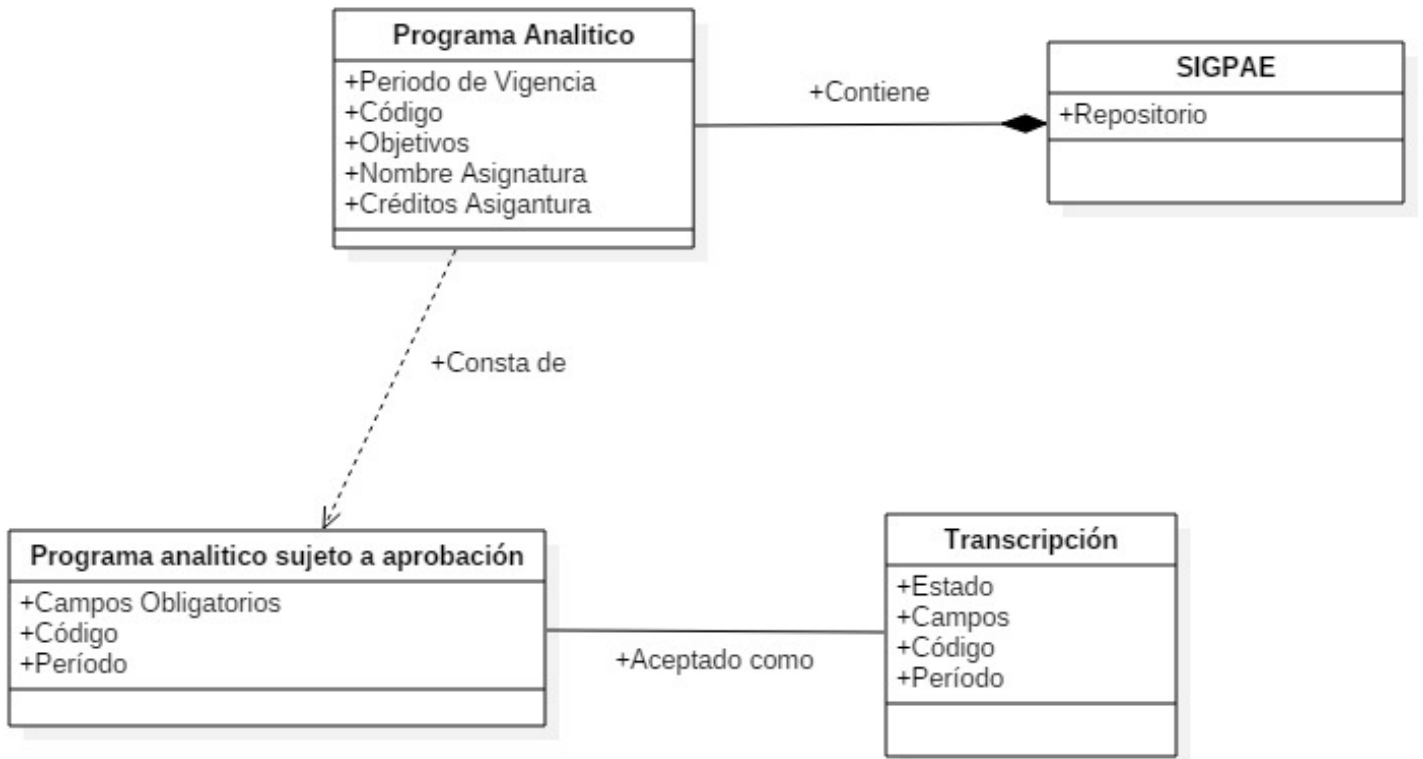 Programa Analitico
+Periodo de Vigencia
+Código
+Objetivos
+Nombre Asignatura
+Créditos Asigantura
+Contiene
SIGPAE
+Repositorio
+Consta de
Programa analitico sujeto a aprobación
+Campos Obligatorios
+Código
+Período
+Aceptado como
Transcripción
+Estado
+Campos
+Código
+Período